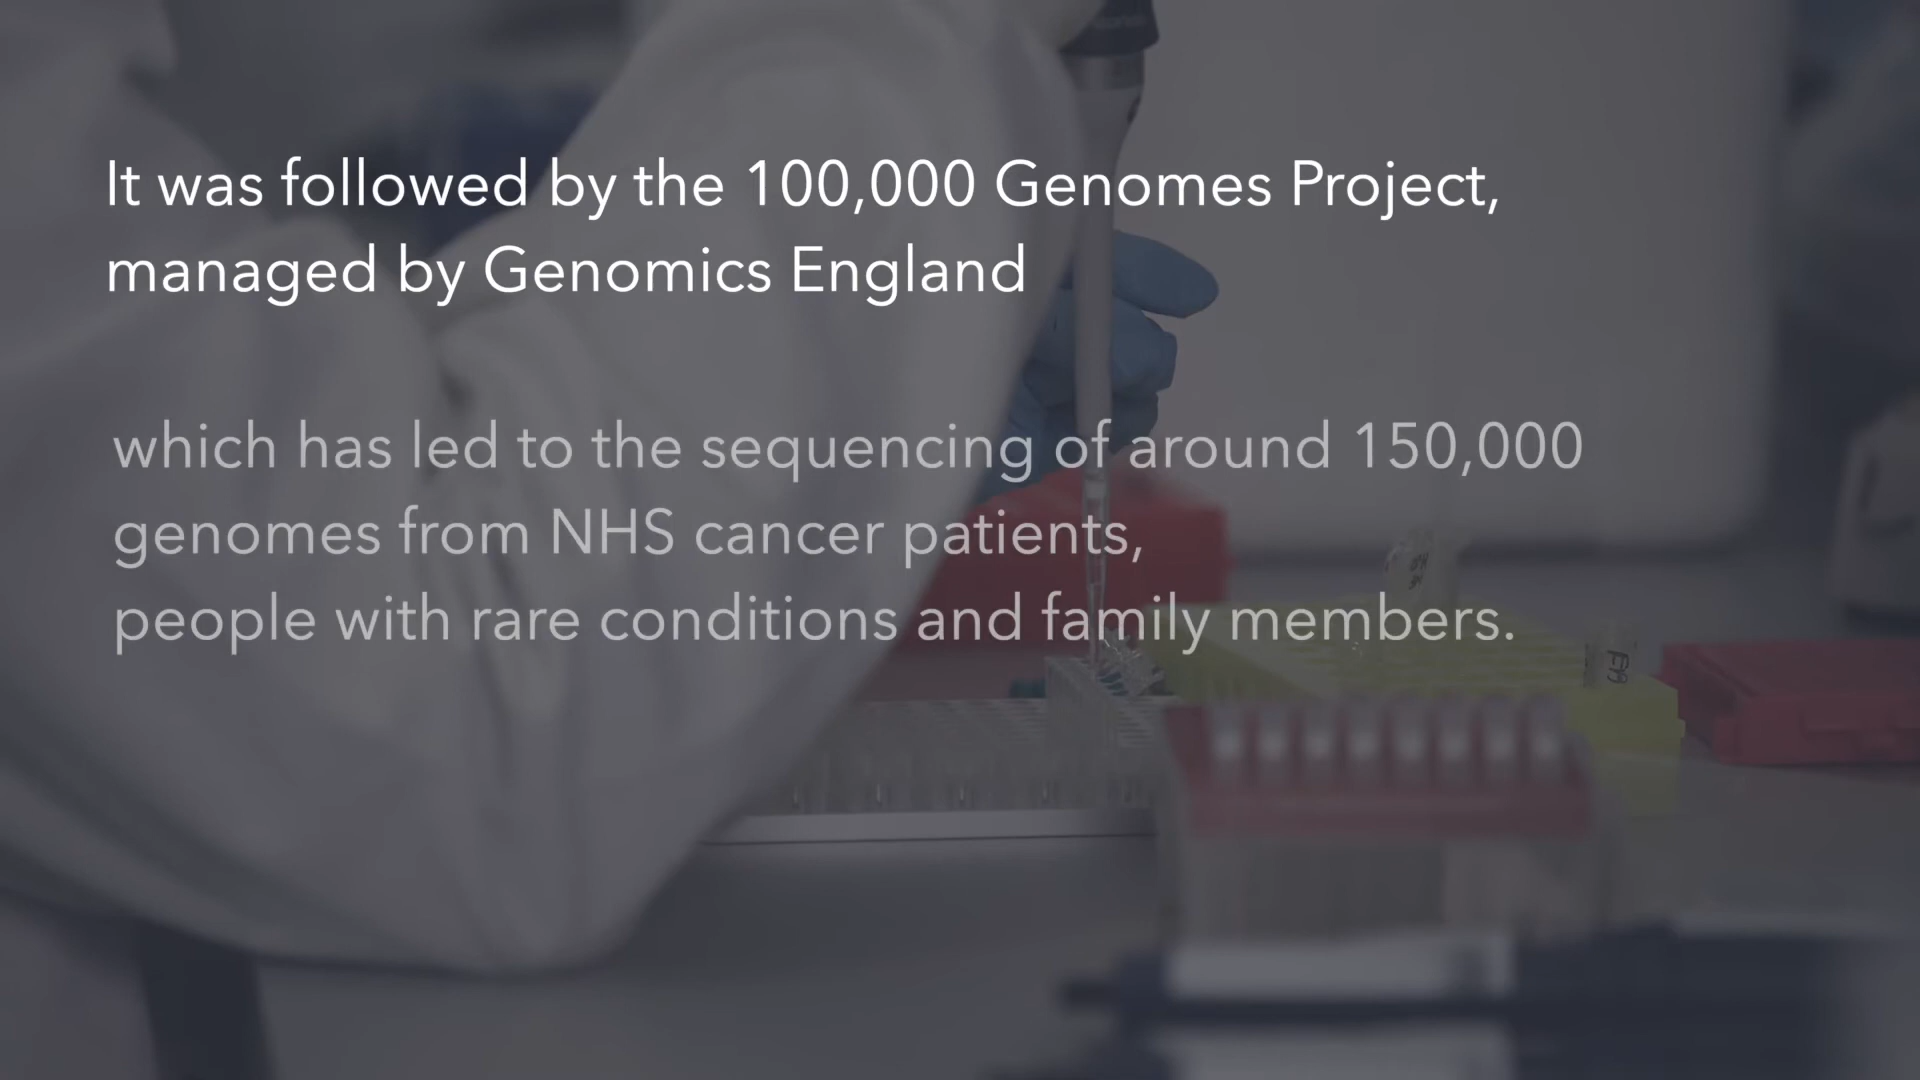 It was followed by the 100,000 Genomes Project,
managed by Genomics England
which has led to the sequencing of around 150,000
genomes from NHS cancer patients,
people with rare conditions and family members.